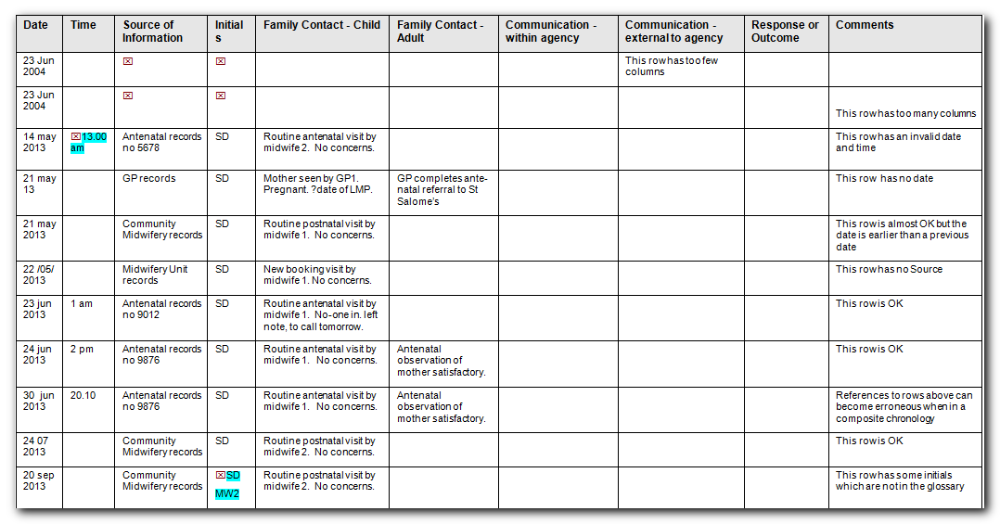 Date Time Source of Information Initials Family Contact - Child Family Contact - Adult Communication - within agency Communication - external to agency Response or Outcome Comments
23 Jun 2004 ☒ ☒ This row has too few columns
23 Jun 2004 ☒ ☒ This row has too many columns
14 may 2013 ☒13.00 am Antenatal records no 5678 SD Routine antenatal visit by midwife 2. No concerns. This row has an invalid date and time
21 may 13 GP records SD Mother seen by GP1. Pregnant. ?date of LMP. GP completes ante-natal referral to St Salome's This row has no date
21 may 2013 Community Midwifery records SD Routine postnatal visit by midwife 1. No concerns. This row is almost OK but the date is earlier than a previous date
22 /05/ 2013 Midwifery Unit records SD New booking visit by midwife 1. No concerns. This row has no Source
23 jun 2013 1 am Antenatal records no 9012 SD Routine antenatal visit by midwife 1. No-one in. left note, to call tomorrow. This row is OK
24 jun 2013 2 pm Antenatal records no 9876 SD Routine antenatal visit by midwife 1. No concerns. Antenatal observation of mother satisfactory. This row is OK
30 jun 2013 20.10 Antenatal records no 9876 SD Routine antenatal visit by midwife 1. No concerns. Antenatal observation of mother satisfactory. References to rows above can become erroneous when in a composite chronology
24 07 2013 Community Midwifery records SD Routine postnatal visit by midwife 2. No concerns. This row is OK
20 sep 2013 Community Midwifery records ☒SD MW2 Routine postnatal visit by midwife 2. No concerns. This row has some initials which are not in the glossary